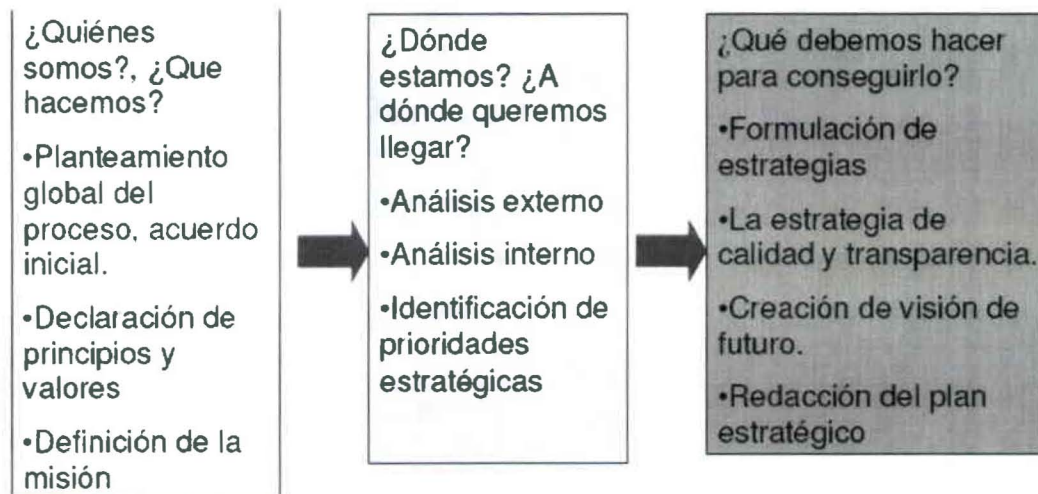 ¿Quiénes
somos?, ¿Que
hacemos?
•Planteamiento
global del
proceso, acuerdo
inicial.
•Declaración de
principios y
valores
•Definición de la
misión
¿Dónde
estamos? ¿A
dónde queremos
llegar?
•Análisis externo
•Análisis interno
•Identificación de
prioridades
estratégicas
¿Qué debemos hacer
para conseguirlo?
•Formulación de
estrategias
•La estrategia de
calidad y transparencia.
•Creación de visión de
futuro.
•Redacción del plan
estratégico